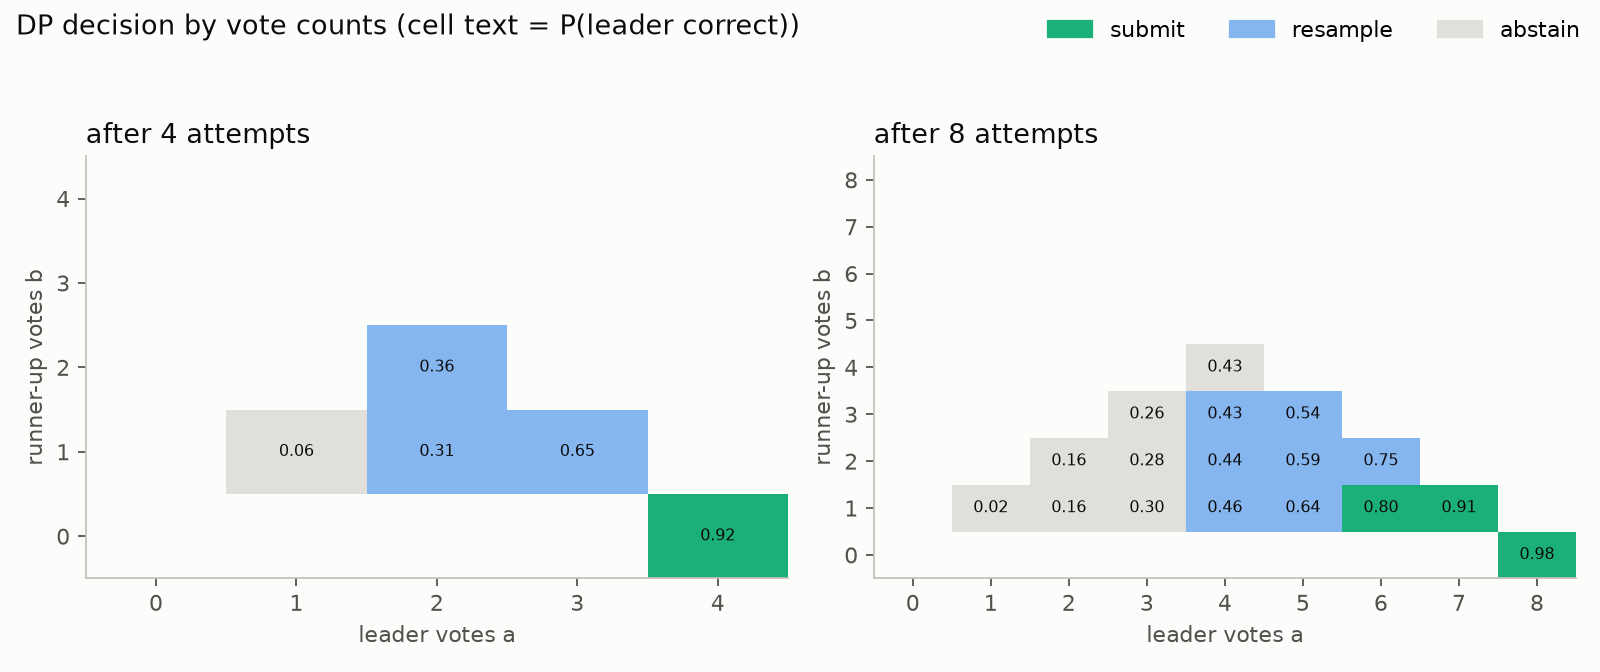 DP decision by vote counts (cell text = P(leader correct))
submit
resample
abstain
after 4 attempts
4
3
2
1
0
runner-up votes b
0.36
0.06
0.31
0.65
0.92
0 1 2 3 4
leader votes a
after 8 attempts
8
7
6
5
4
3
2
1
0
runner-up votes b
0.43
0.26 0.43 0.54
0.16 0.28 0.44 0.59 0.75
0.02 0.16 0.30 0.46 0.64 0.80 0.91
0.98
0 1 2 3 4 5 6 7 8
leader votes a